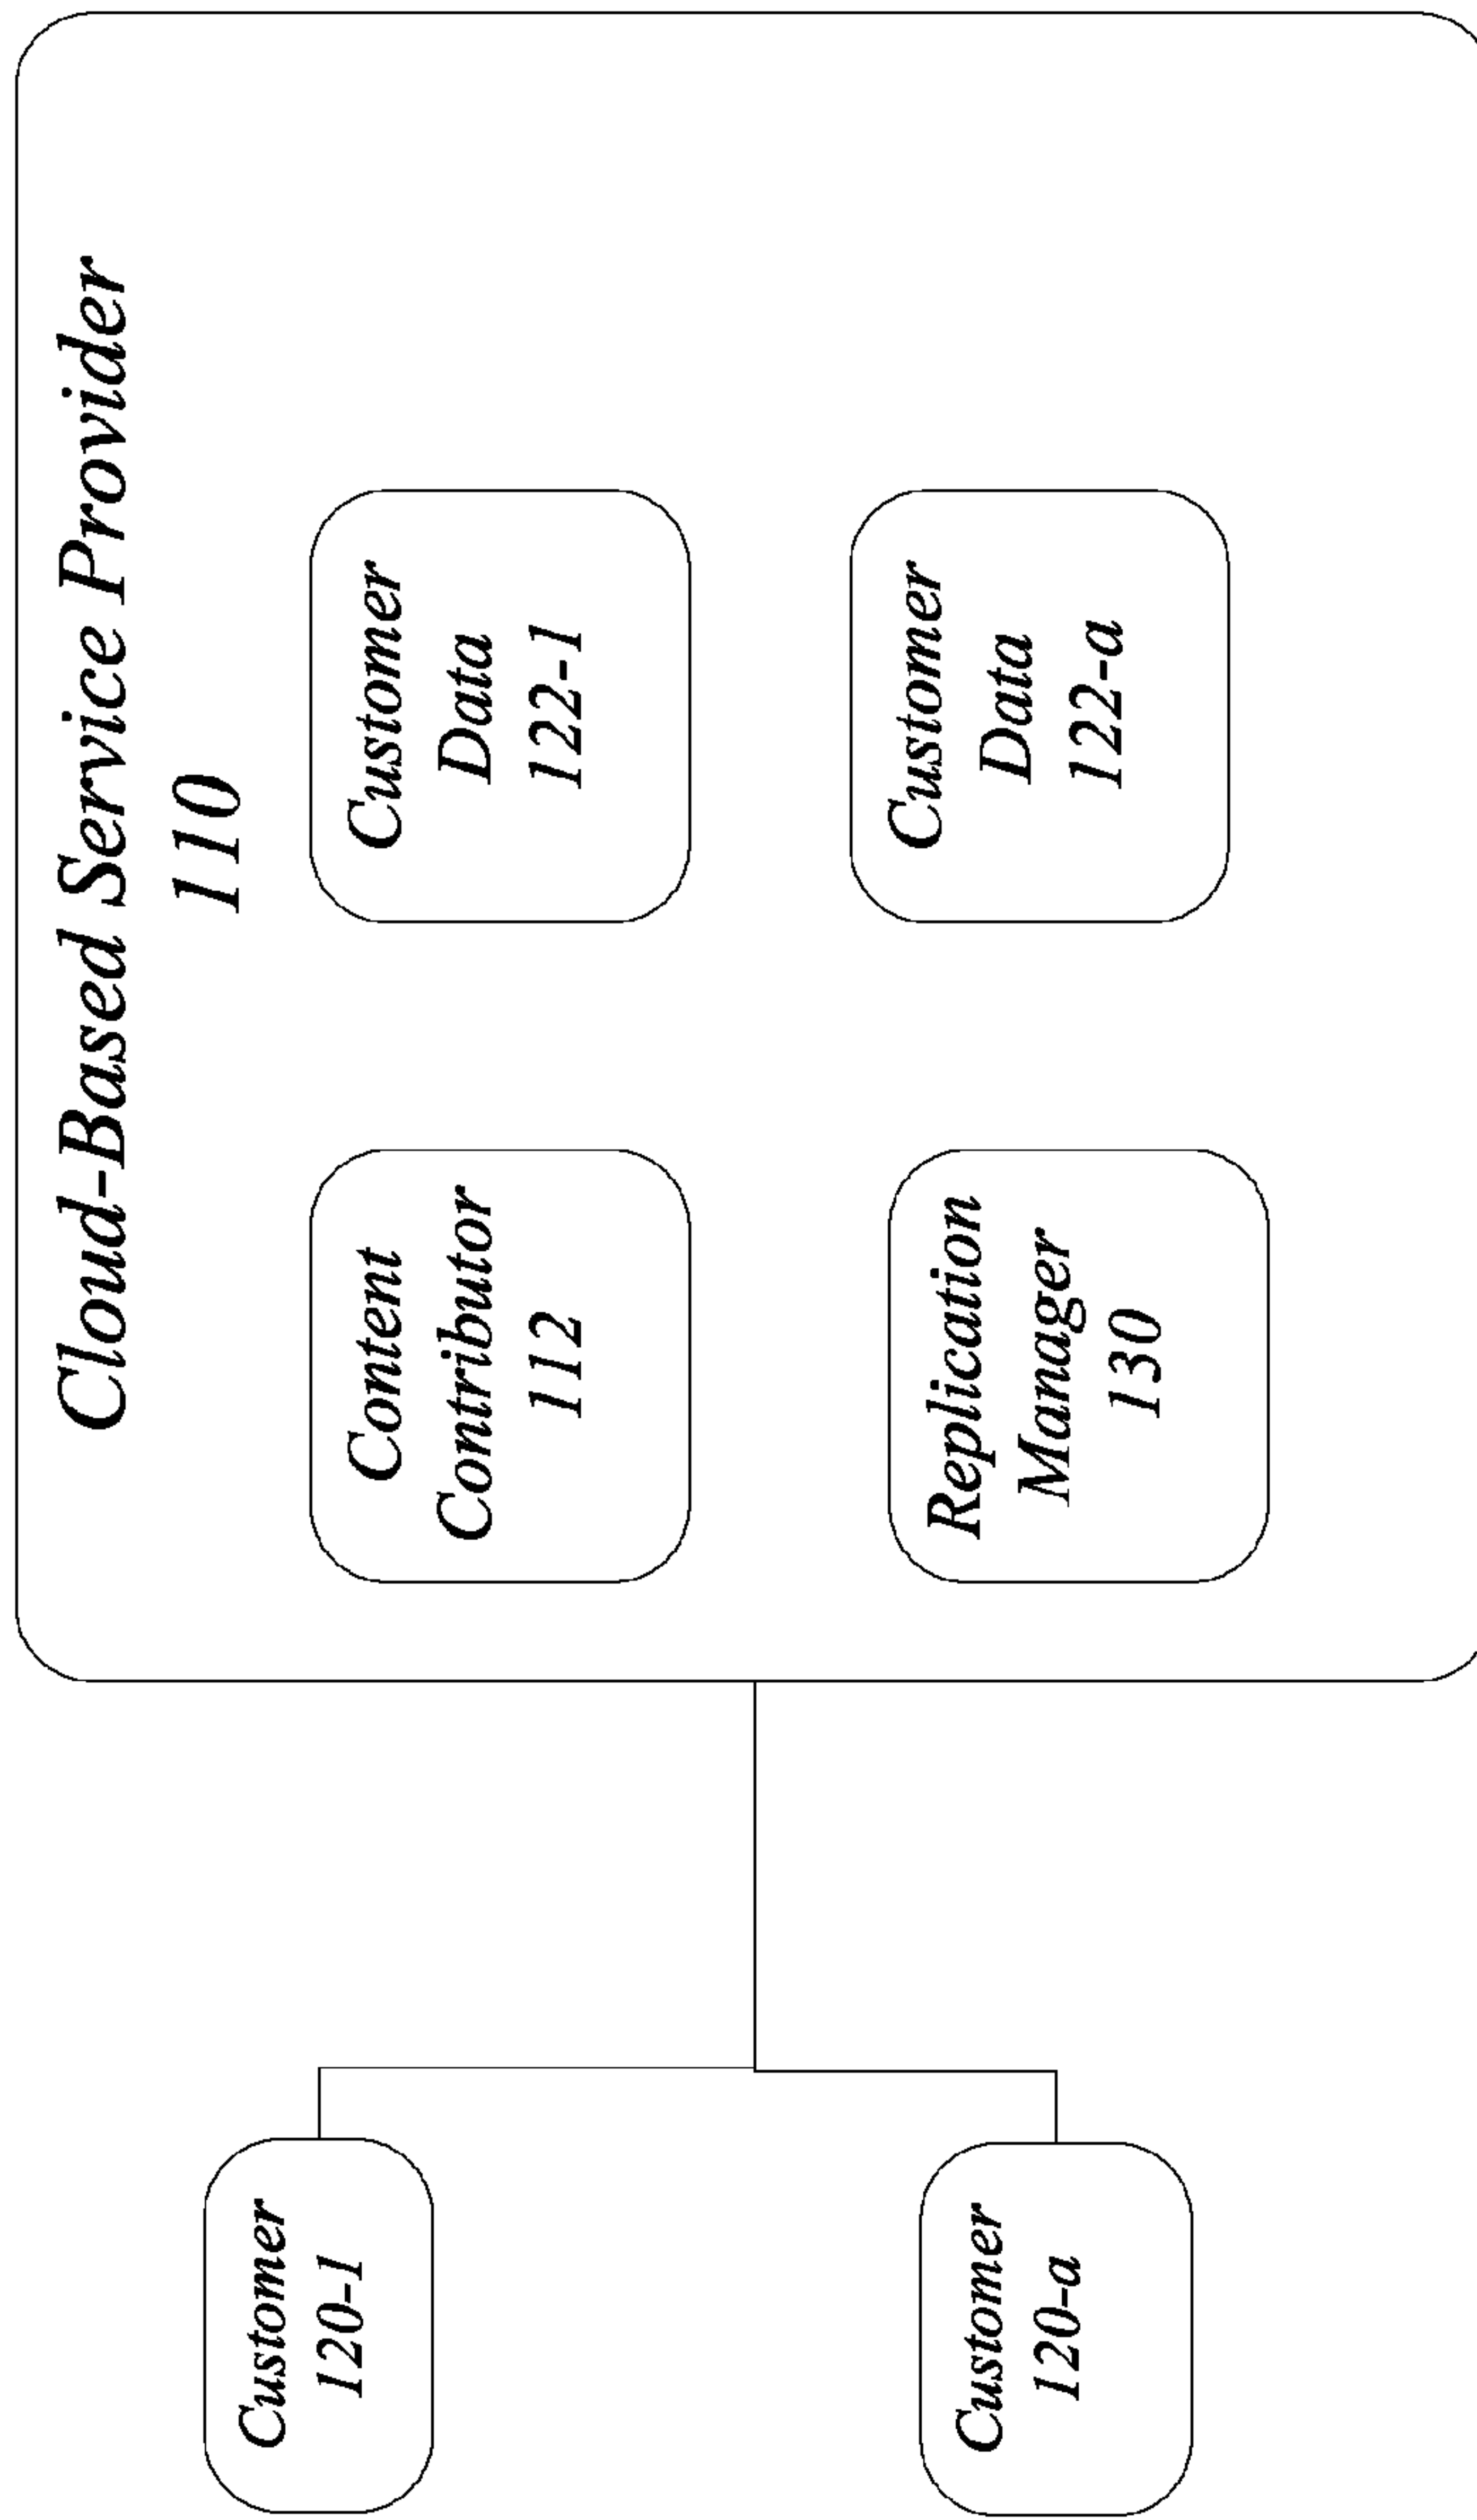 Cloud-Based Service Provider
110
Content
Contributor
112
Customer
Data
122-1
Replication
Manager
130
Customer
Data
122-a
Customer
120-1
Customer
120-a